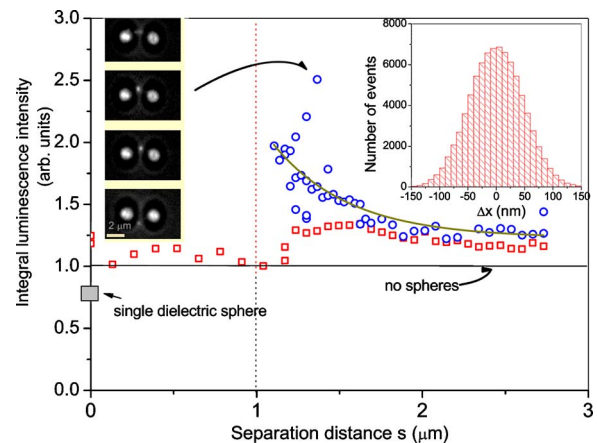 3.0
2.5
2.0
1.5
1.0
0.5
0.0
Integral luminescence intensity
(arb. units)
2 μm
single dielectric sphere
no spheres
0
1
2
3
Separation distance s (μm)
8000
6000
4000
2000
0
Number of events
-150
-100
-50
0
50
100
150
Δx (nm)